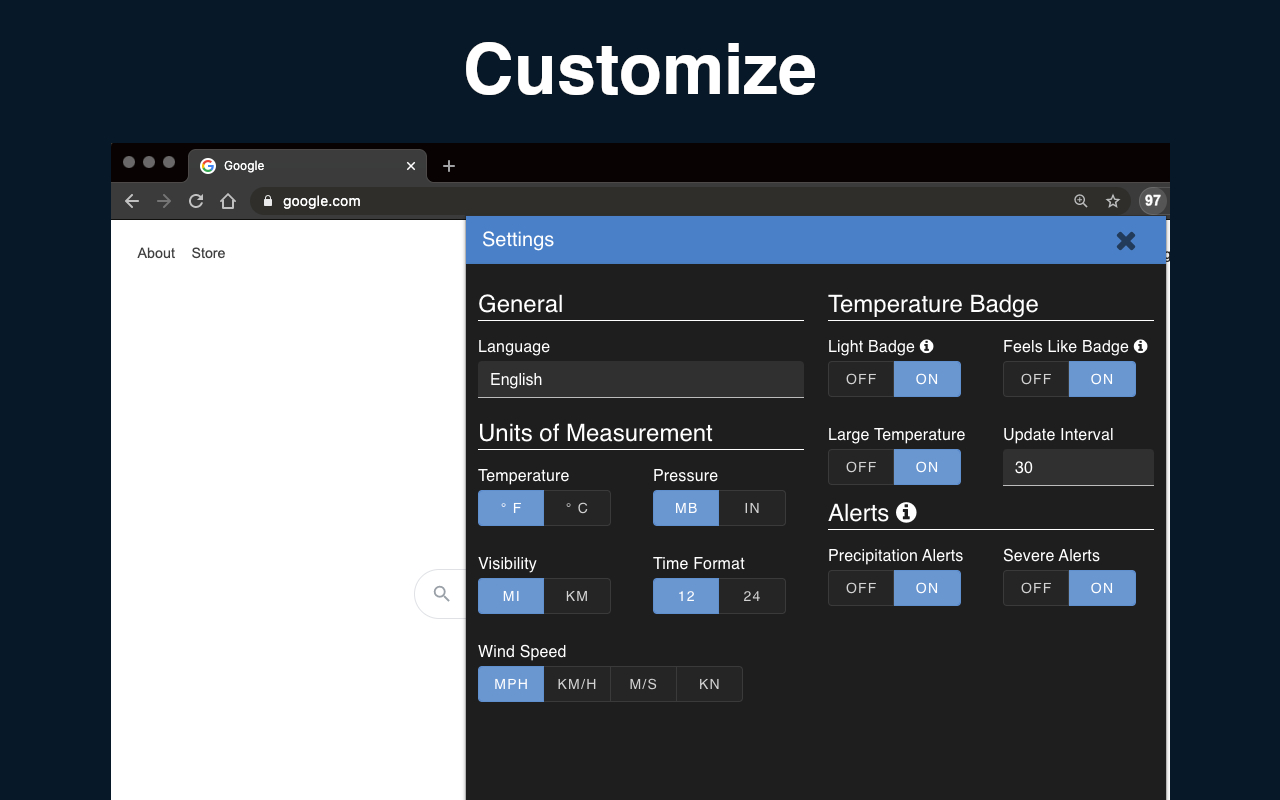 Customize
Google
google.com
97
About Store
Settings
General
Language
English
Units of Measurement
Temperature Pressure
° F ° C MB IN
Visibility Time Format
MI KM 12 24
Wind Speed
MPH KM/H M/S KN
Temperature Badge
Light Badge Feels Like Badge
OFF ON OFF ON
Large Temperature Update Interval
OFF ON 30
Alerts
Precipitation Alerts Severe Alerts
OFF ON OFF ON